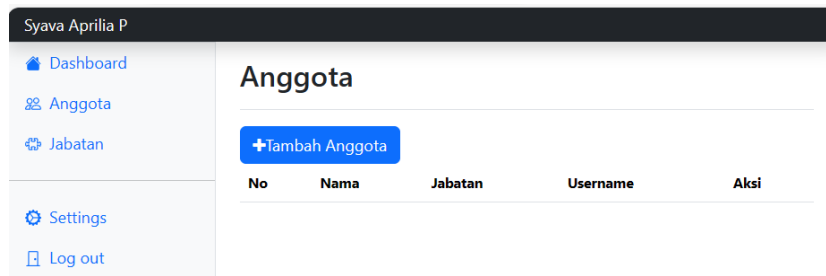 Syava Aprilia P
Dashboard
Anggota
Jabatan
Settings
Log out
Anggota
+Tambah Anggota
No Nama Jabatan Username Aksi